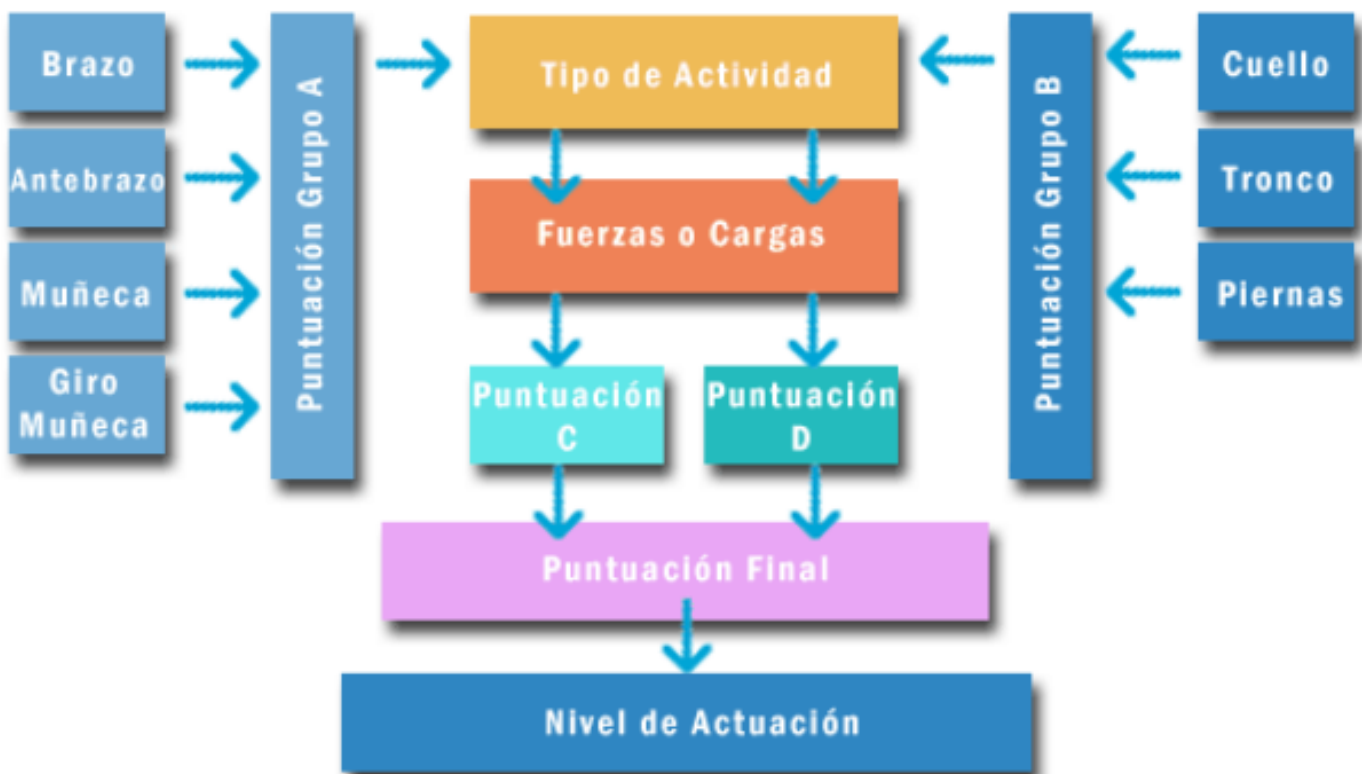 Brazo
Antebrazo
Muñeca
Giro
Muñeca
Puntuación Grupo A
Tipo de Actividad
Fuerzas o Cargas
Puntuación
C
Puntuación
D
Puntuación Final
Nivel de Actuación
Puntuación Grupo B
Cuello
Tronco
Piernas